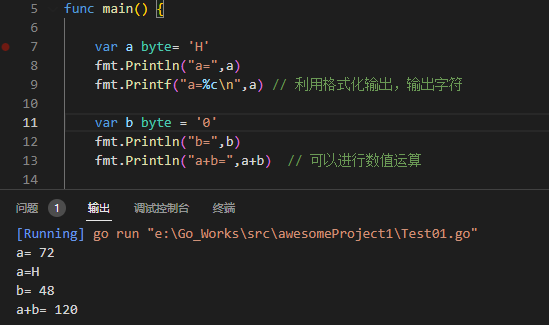 5 func main() {
6
7 var a byte= 'H'
8 fmt.Println("a=",a)
9 fmt.Printf("a=%c\n",a) // 利用格式化输出，输出字符
10
11 var b byte = '0'
12 fmt.Println("b=",b)
13 fmt.Println("a+b=",a+b) // 可以进行数值运算
14
问题 1 输出 调试控制台 终端
[Running] go run "e:\Go_Works\src\awesomeProject1\Test01.go"
a= 72
a=H
b= 48
a+b= 120